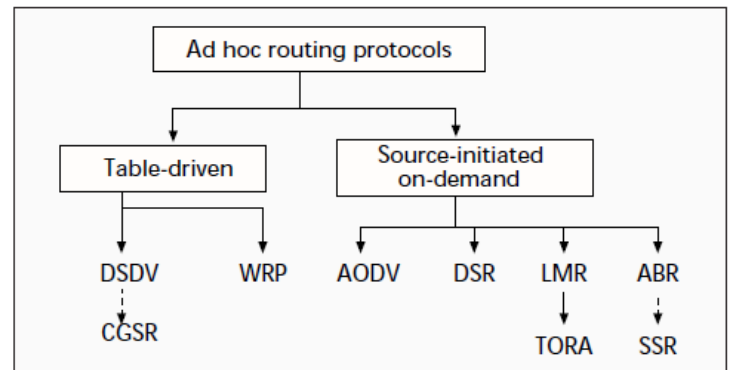 Ad hoc routing protocols
Table-driven
Source-initiated
on-demand
DSDV
WRP
AODV
DSR
LMR
ABR
CGSR
TORA
SSR